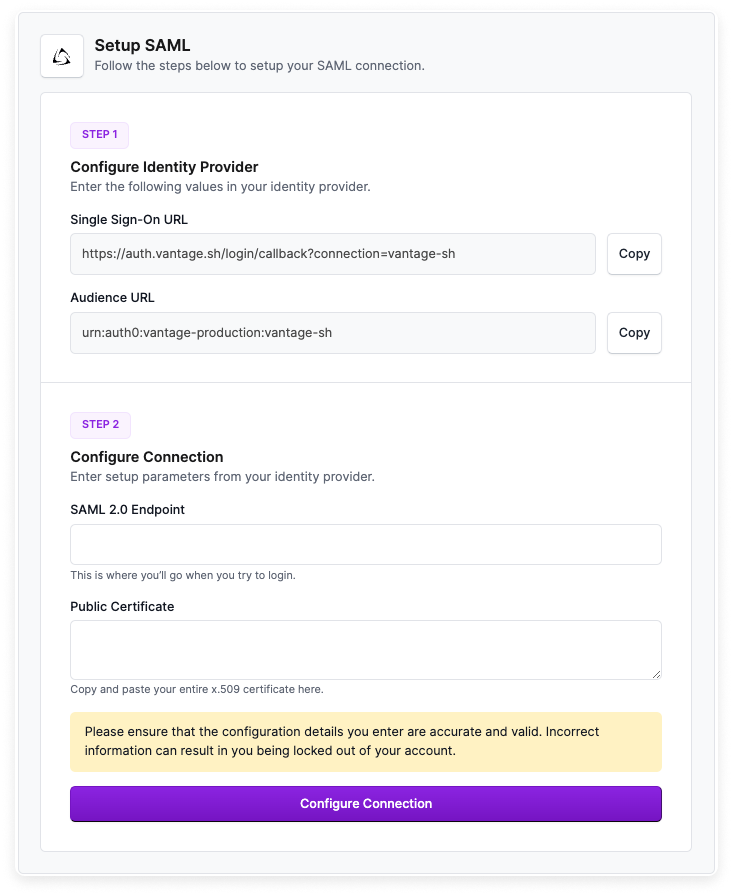 Setup SAML
Follow the steps below to setup your SAML connection.
STEP 1
Configure Identity Provider
Enter the following values in your identity provider.
Single Sign-On URL
https://auth.vantage.sh/login/callback?connection=vantage-sh
Copy
Audience URL
urn:auth0:vantage-production:vantage-sh
Copy
STEP 2
Configure Connection
Enter setup parameters from your identity provider.
SAML 2.0 Endpoint
This is where you'll go when you try to login.
Public Certificate
Copy and paste your entire x.509 certificate here.
Please ensure that the configuration details you enter are accurate and valid. Incorrect
information can result in you being locked out of your account.
Configure Connection